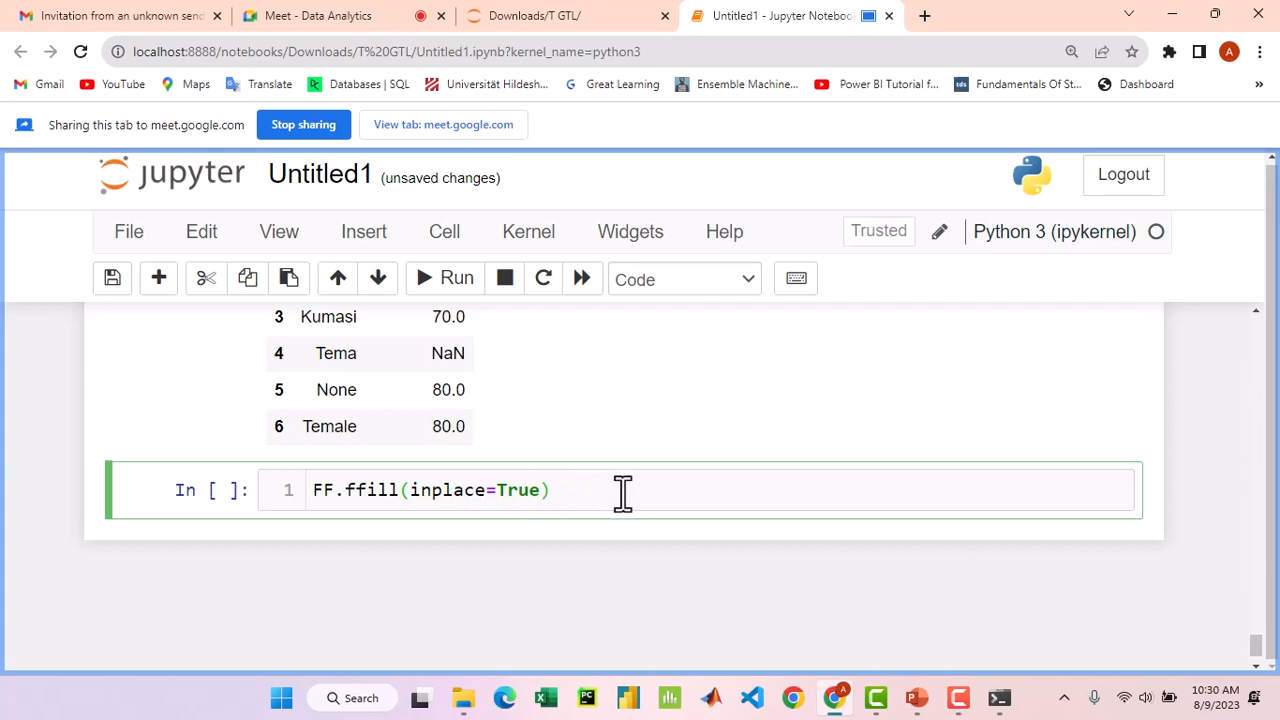 Invitation from an unknown send
Meet - Data Analytics
Downloads/T GTL/
Untitled1 - Jupyter Noteboo
localhost:8888/notebooks/Downloads/T%20GTL/Untitled1.ipynb?kernel_name=python3
A
Gmail
YouTube
Maps
Translate
Databases | SQL
Universität Hildesh...
Great Learning
Ensemble Machine...
Power BI Tutorial f...
Fundamentals Of St...
Dashboard
»
Sharing this tab to meet.google.com
Stop sharing
View tab: meet.google.com
jupyter
Untitled1 (unsaved changes)
Logout
File
Edit
View
Insert
Cell
Kernel
Widgets
Help
Trusted
Python 3 (ipykernel)
Run
Code
3 Kumasi 70.0
4 Tema NaN
5 None 80.0
6 Temale 80.0
In [ ]: 1 FF.ffill(inplace=True)
Search
10:30 AM
8/9/2023